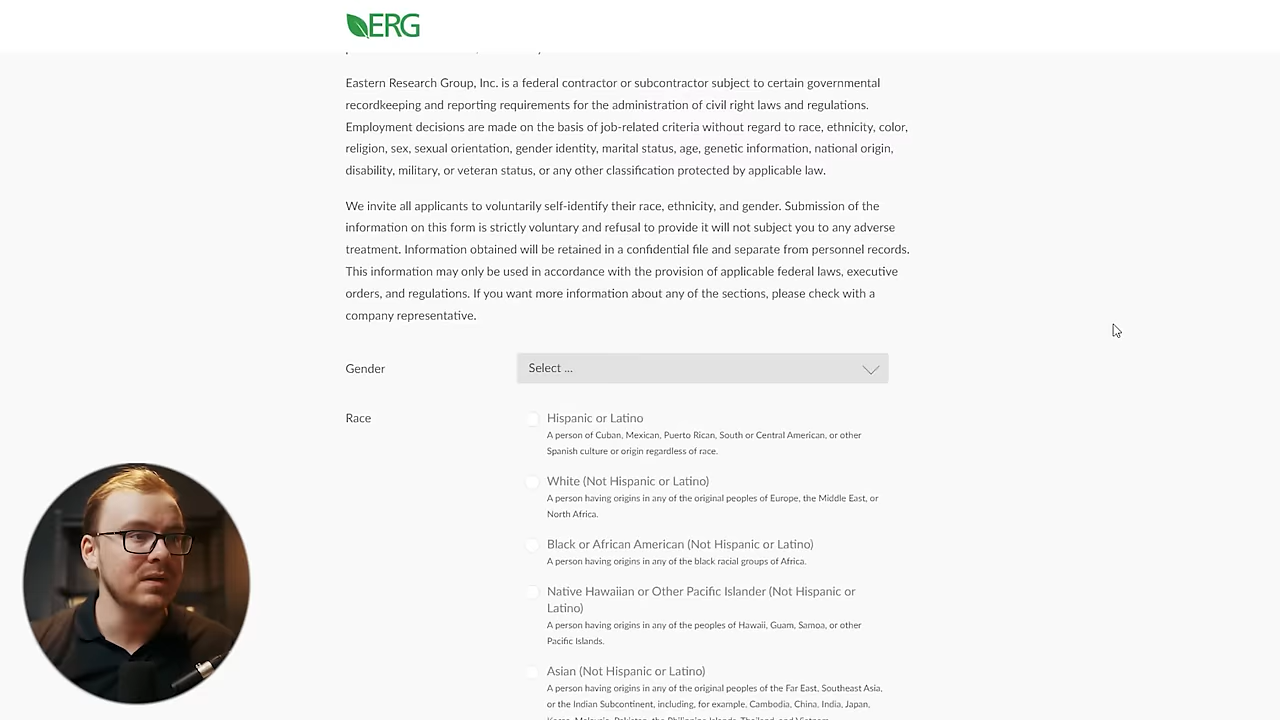 ERG
Eastern Research Group, Inc. is a federal contractor or subcontractor subject to certain governmental
recordkeeping and reporting requirements for the administration of civil right laws and regulations.
Employment decisions are made on the basis of job-related criteria without regard to race, ethnicity, color,
religion, sex, sexual orientation, gender identity, marital status, age, genetic information, national origin,
disability, military, or veteran status, or any other classification protected by applicable law.
We invite all applicants to voluntarily self-identify their race, ethnicity, and gender. Submission of the
information on this form is strictly voluntary and refusal to provide it will not subject you to any adverse
treatment. Information obtained will be retained in a confidential file and separate from personnel records.
This information may only be used in accordance with the provision of applicable federal laws, executive
orders, and regulations. If you want more information about any of the sections, please check with a
company representative.
Gender
Select ...
Race
Hispanic or Latino
A person of Cuban, Mexican, Puerto Rican, South or Central American, or other
Spanish culture or origin regardless of race.
White (Not Hispanic or Latino)
A person having origins in any of the original peoples of Europe, the Middle East, or
North Africa.
Black or African American (Not Hispanic or Latino)
A person having origins in any of the black racial groups of Africa.
Native Hawaiian or Other Pacific Islander (Not Hispanic or
Latino)
A person having origins in any of the peoples of Hawaii, Guam, Samoa, or other
Pacific Islands.
Asian (Not Hispanic or Latino)
A person having origins in any of the original peoples of the Far East, Southeast Asia,
or the Indian Subcontinent, including, for example, Cambodia, China, India, Japan,